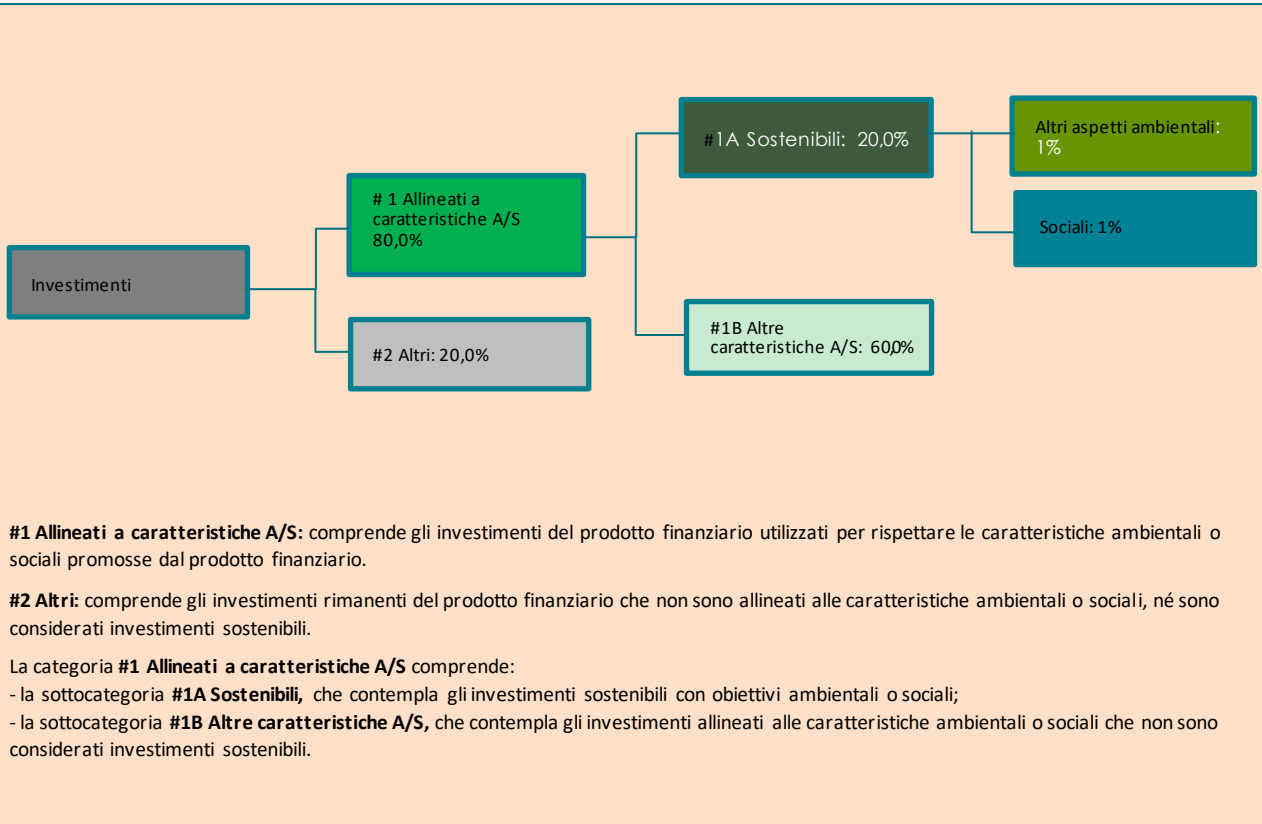 Investimenti
# 1 Allineati a
caratteristiche A/S
80,0%
#2 Altri: 20,0%
#1A Sostenibili: 20,0%
#1B Altre
caratteristiche A/S: 60,0%
Altri aspetti ambientali:
1%
Sociali: 1%
#1 Allineati a caratteristiche A/S: comprende gli investimenti del prodotto finanziario utilizzati per rispettare le caratteristiche ambientali o
sociali promosse dal prodotto finanziario.
#2 Altri: comprende gli investimenti rimanenti del prodotto finanziario che non sono allineati alle caratteristiche ambientali o sociali, né sono
considerati investimenti sostenibili.
La categoria #1 Allineati a caratteristiche A/S comprende:
- la sottocategoria #1A Sostenibili, che contempla gli investimenti sostenibili con obiettivi ambientali o sociali;
- la sottocategoria #1B Altre caratteristiche A/S, che contempla gli investimenti allineati alle caratteristiche ambientali o sociali che non sono
considerati investimenti sostenibili.